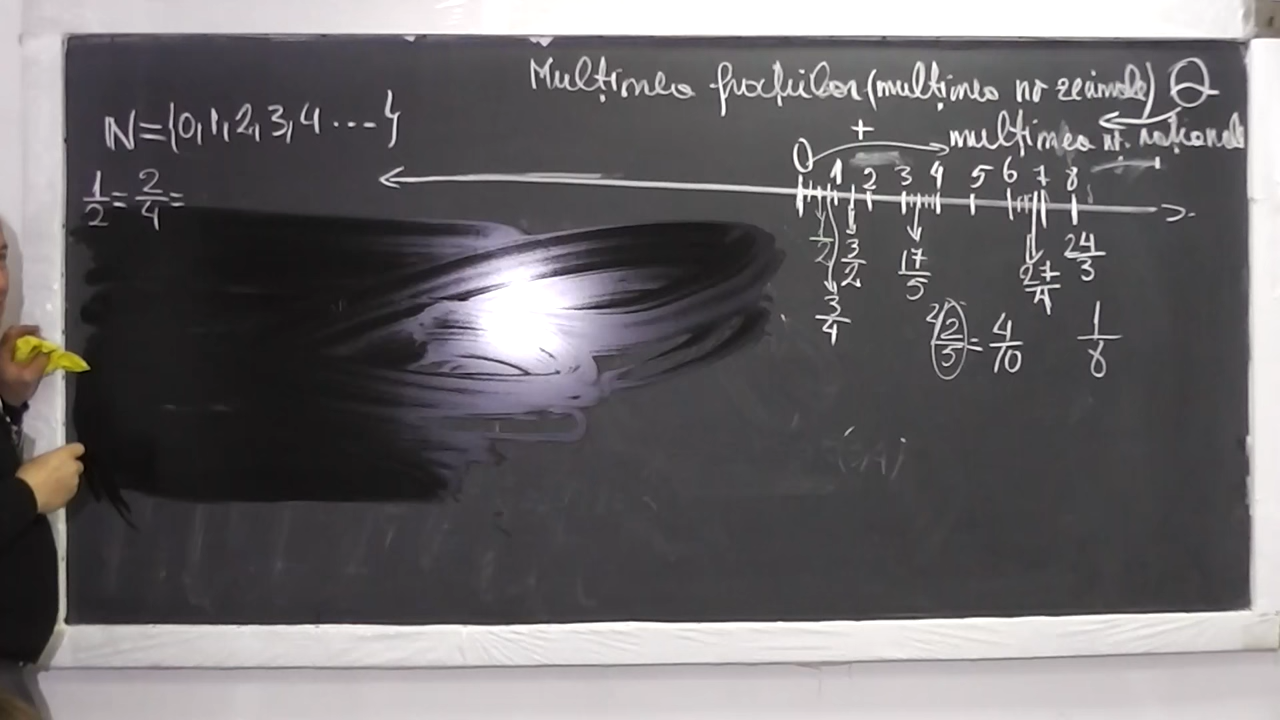 Mulțimea fracțiilor (mulțimea nr zecimale) Q
N={0,1,2,3,4 ....}
mulțimea nr. raționale
+
0 1 2 3 4 5 6 7 8
1/2 = 2/4 =
1/2 3/2 17/5 27/4 24/3
3/4
2 2/5 = 4/10 1/8